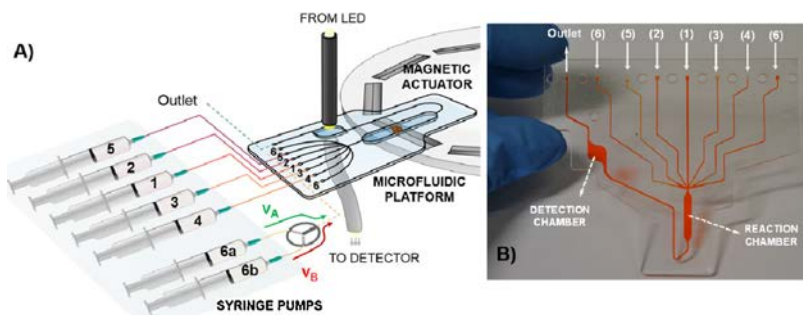 A)
FROM LED
MAGNETIC
ACTUATOR
Outlet
6 5 2 1 3 4 6
5
2
1
3
4
6a
6b
VA
VB
MICROFLUIDIC
PLATFORM
TO DETECTOR
SYRINGE PUMPS
Outlet (6) (5) (2) (1) (3) (4) (6)
DETECTION
CHAMBER
REACTION
CHAMBER
B)